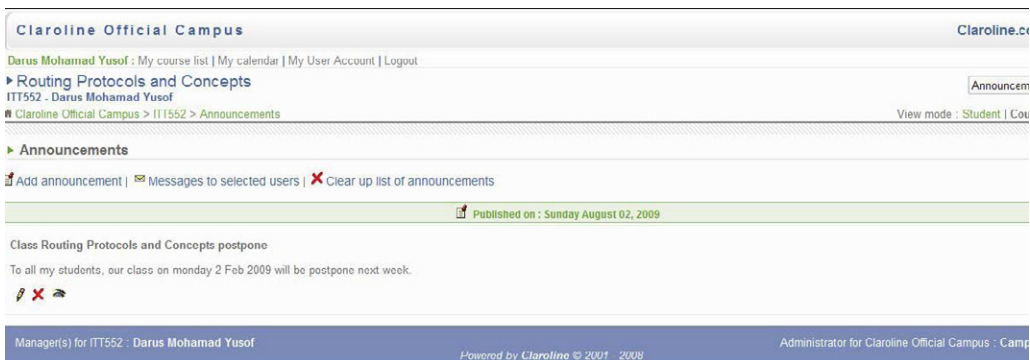 Claroline Official Campus
Claroline.co
Darus Mohamad Yusof : My course list | My calendar | My User Account | Logout
Routing Protocols and Concepts
Announcem
ITT552 - Darus Mohamad Yusof
Claroline Official Campus > ITT552 > Announcements
View mode : Student | Cou
Announcements
Add announcement | Messages to selected users | Clear up list of announcements
Published on : Sunday August 02, 2009
Class Routing Protocols and Concepts postpone
To all my students, our class on monday 2 Feb 2009 will be postpone next week.
Manager(s) for ITT552 : Darus Mohamad Yusof
Administrator for Claroline Official Campus : Camp
Powered by Claroline © 2001 - 2008